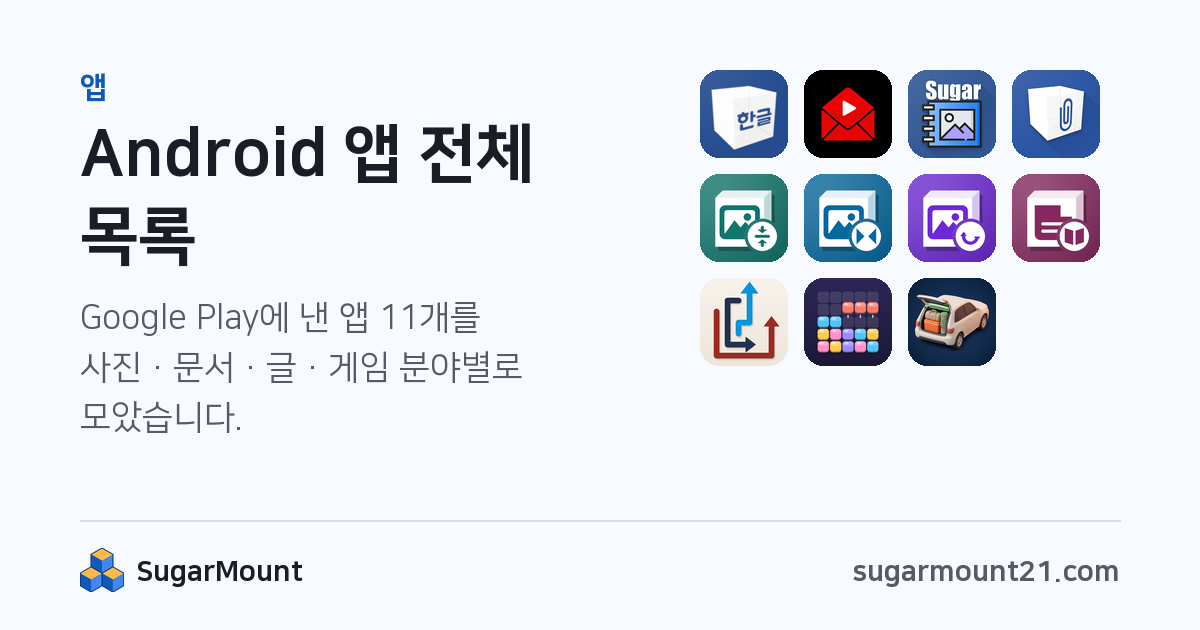 앱
Android 앱 전체
목록
Google Play에 낸 앱 11개를
사진 · 문서 · 글 · 게임 분야별로
모았습니다.
한글
Sugar
SugarMount
sugarmount21.com